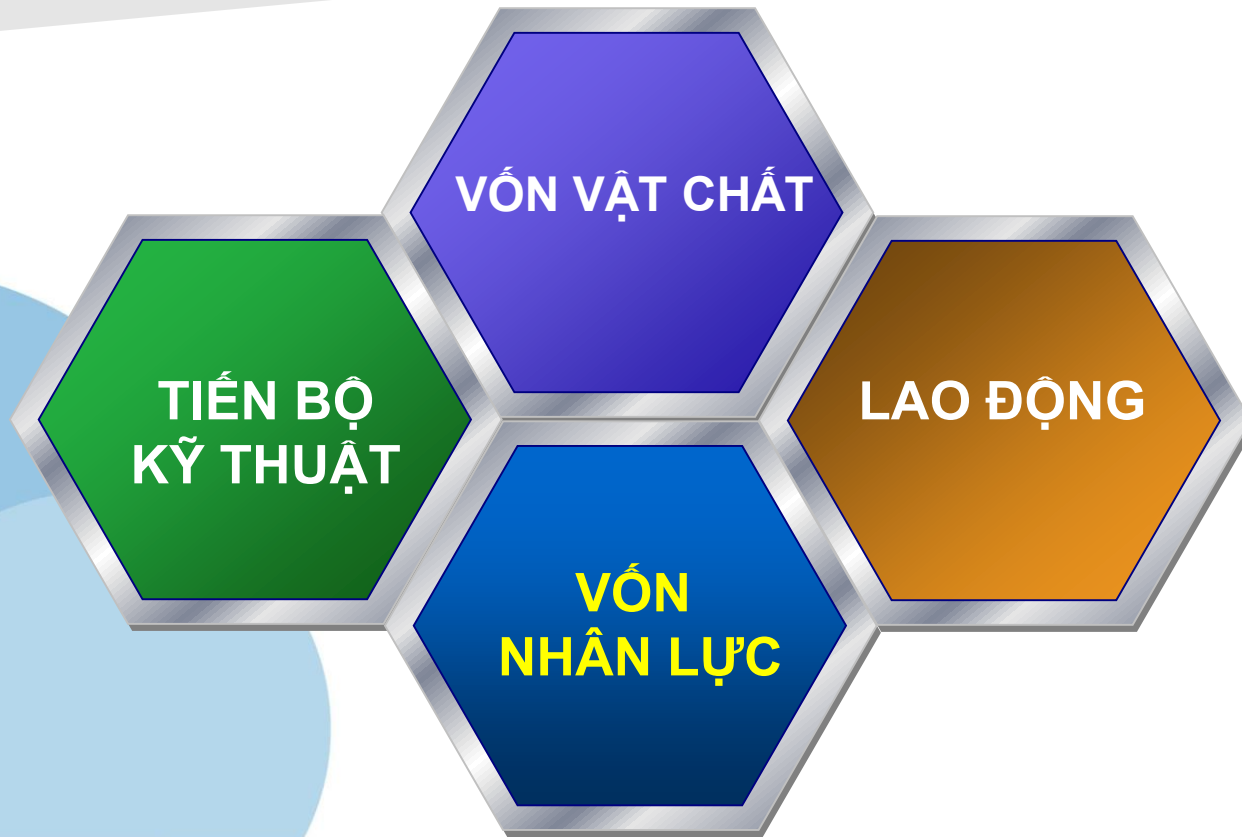 VỐN VẬT CHẤT
TIẾN BỘ
KỸ THUẬT
LAO ĐỘNG
VỐN
NHÂN LỰC